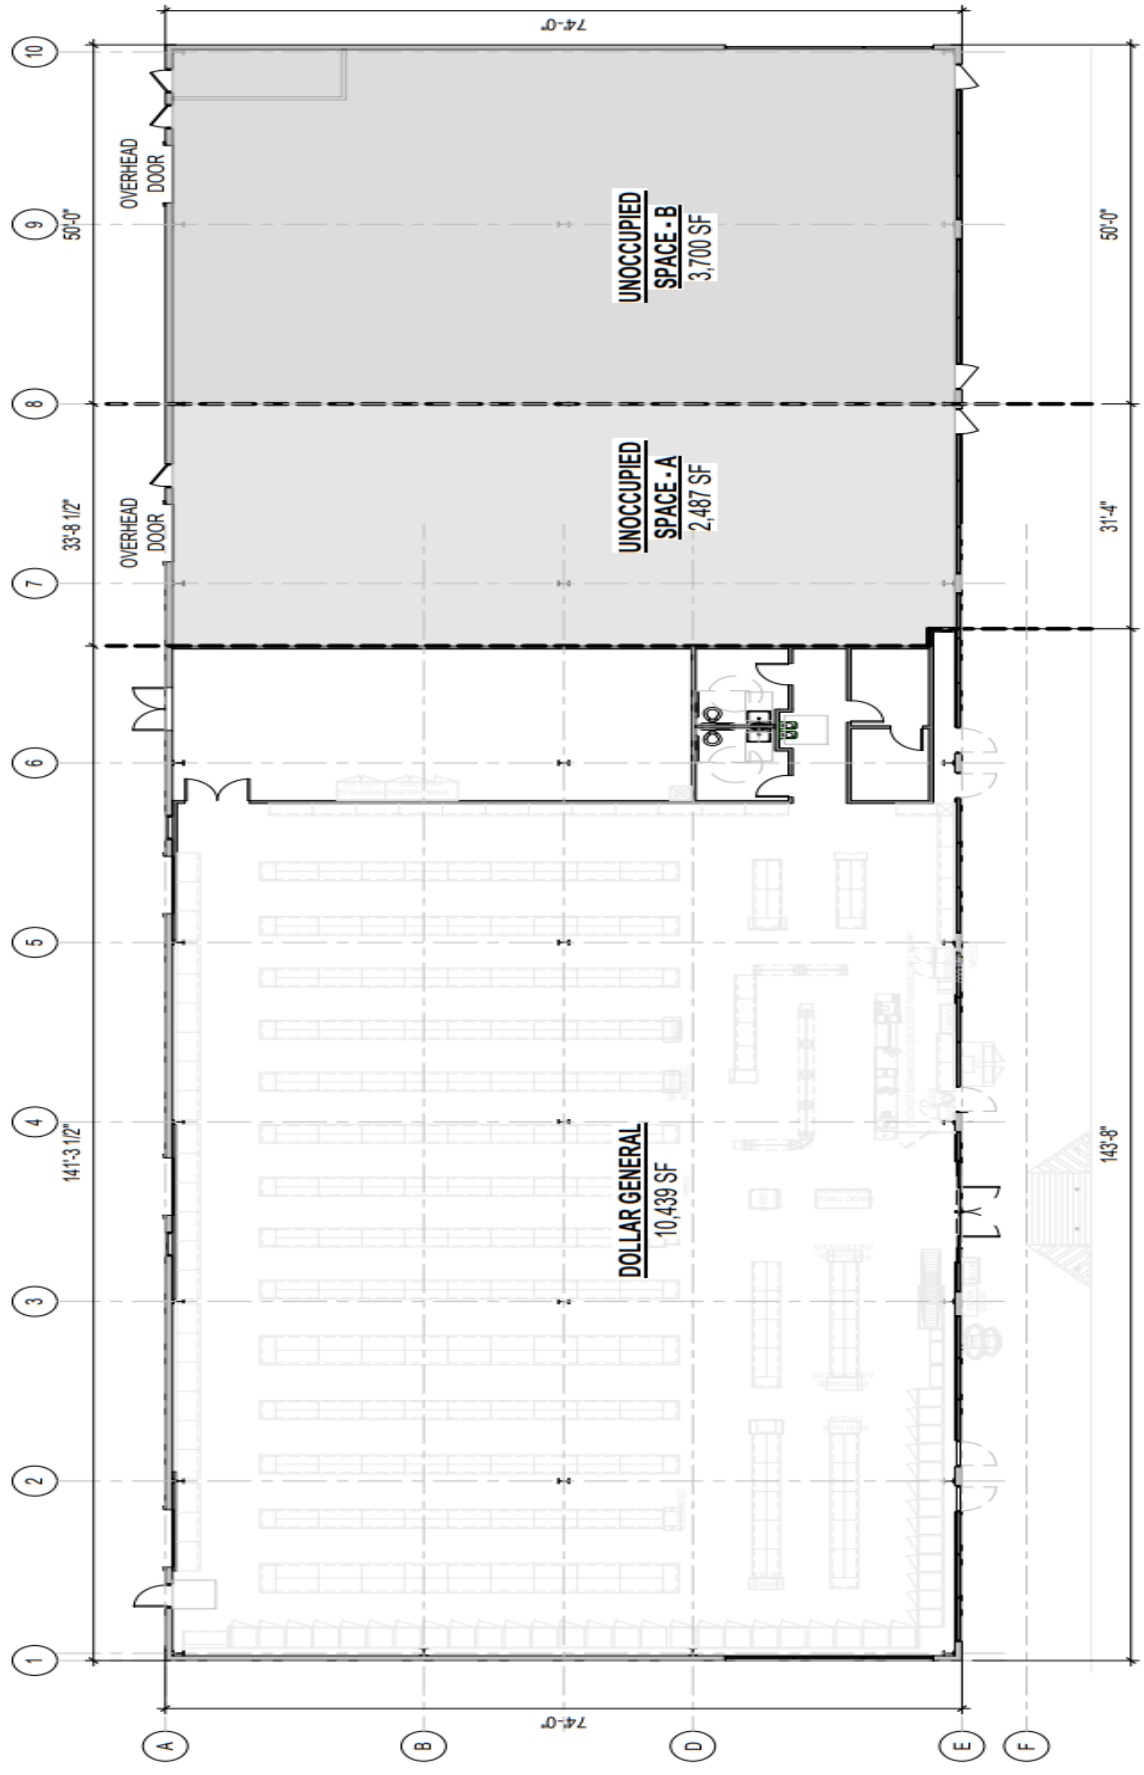 74'-0"
10
9
8
7
6
5
4
3
2
1
50'-0"
33'-8 1/2"
141'-3 1/2"
OVERHEAD
DOOR
OVERHEAD
DOOR
UNOCCUPIED
SPACE - B
3,700 SF
UNOCCUPIED
SPACE - A
2,487 SF
DOLLAR GENERAL
10,439 SF
50'-0"
31'-4"
143'-8"
74'-0"
A
B
D
E
F